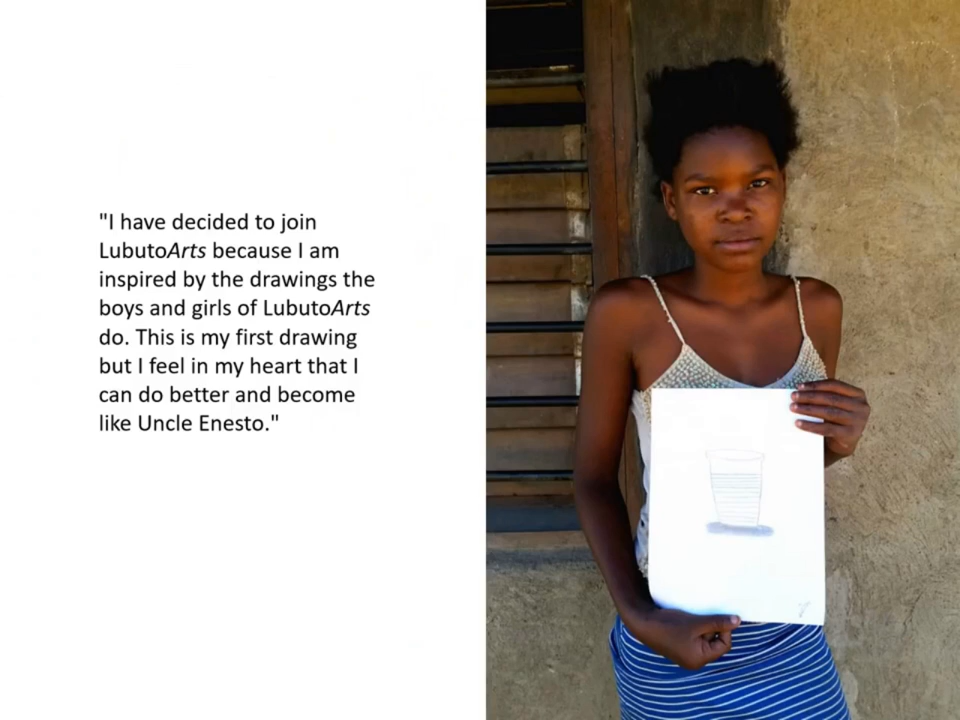 "I have decided to join
LubutoArts because I am
inspired by the drawings the
boys and girls of LubutoArts
do. This is my first drawing
but I feel in my heart that I
can do better and become
like Uncle Enesto."